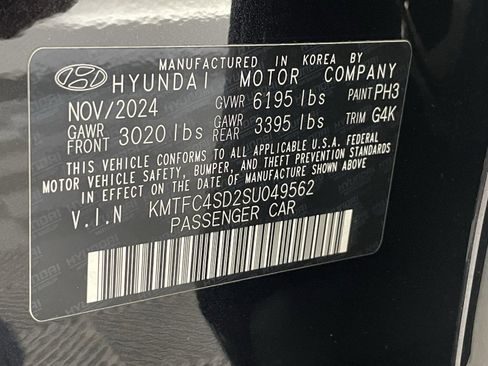 MANUFACTURED IN KOREA BY
HYUNDAI MOTOR COMPANY
NOV/2024 GVWR 6195 lbs PAINT PH3
GAWR FRONT 3020 lbs GAWR REAR 3395 lbs TRIM G4K
THIS VEHICLE CONFORMS TO ALL APPLICABLE U.S.A. FEDERAL
MOTOR VEHICLE SAFETY, BUMPER, AND THEFT PREVENTION STANDARDS
IN EFFECT ON THE DATE OF MANUFACTURE SHOWN ABOVE.
V.I.N KMTFC4SD2SU049562
PASSENGER CAR